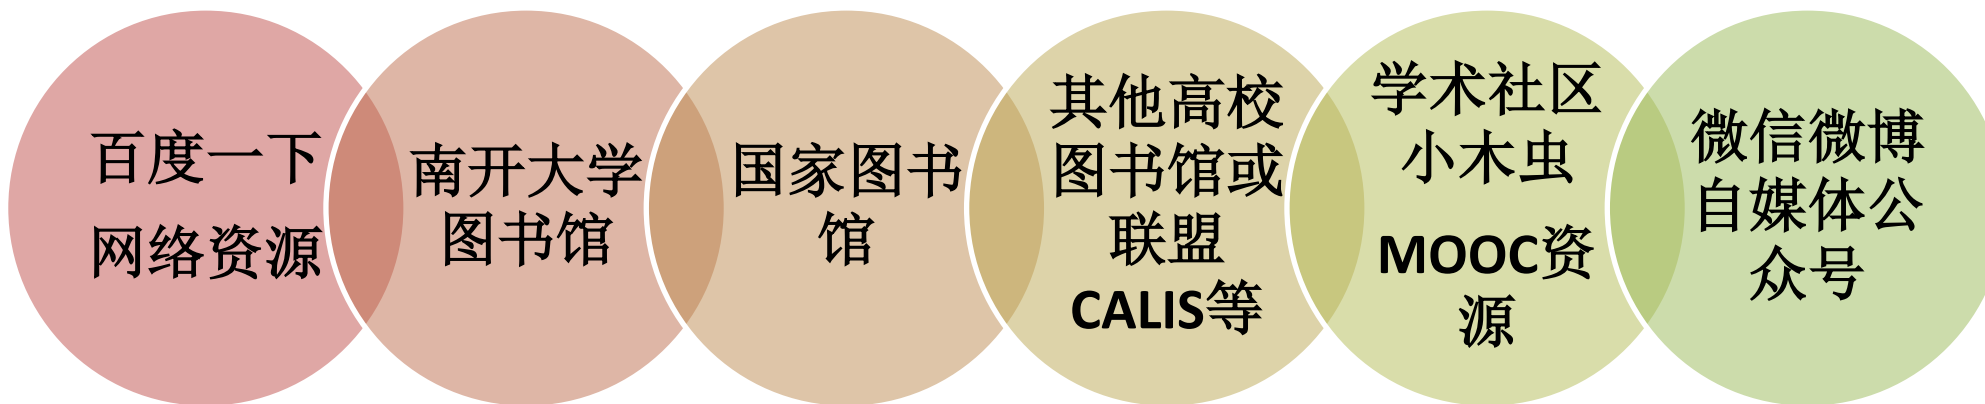 百度一下
网络资源
南开大学
图书馆
国家图书
馆
其他高校
图书馆或
联盟
CALIS等
学术社区
小木虫
MOOC资
源
微信微博
自媒体公
众号